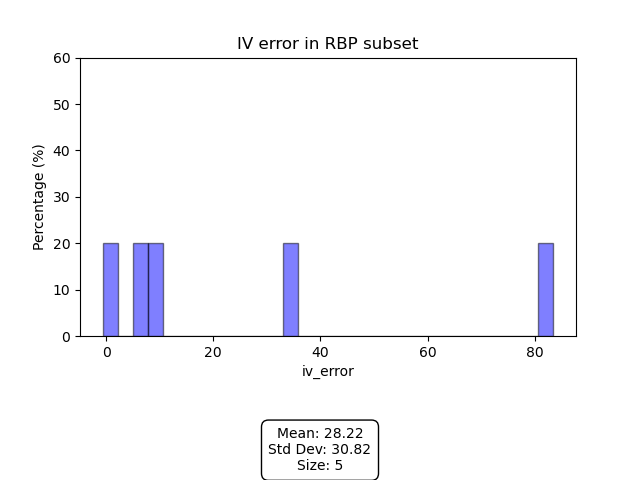 IV error in RBP subset
60
50
40
30
20
10
0
Percentage (%)
0 20 40 60 80
iv_error
Mean: 28.22
Std Dev: 30.82
Size: 5